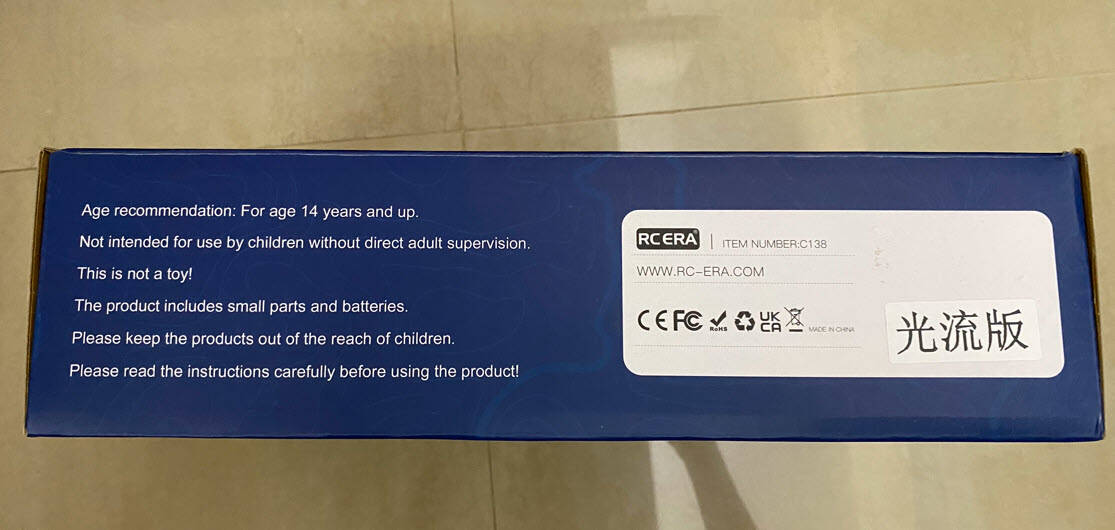 Age recommendation: For age 14 years and up.
Not intended for use by children without direct adult supervision.
This is not a toy!
The product includes small parts and batteries.
Please keep the products out of the reach of children.
Please read the instructions carefully before using the product!
RC ERA | ITEM NUMBER:C138
WWW.RC-ERA.COM
CE FC RoHS UK CA MADE IN CHINA
光流版